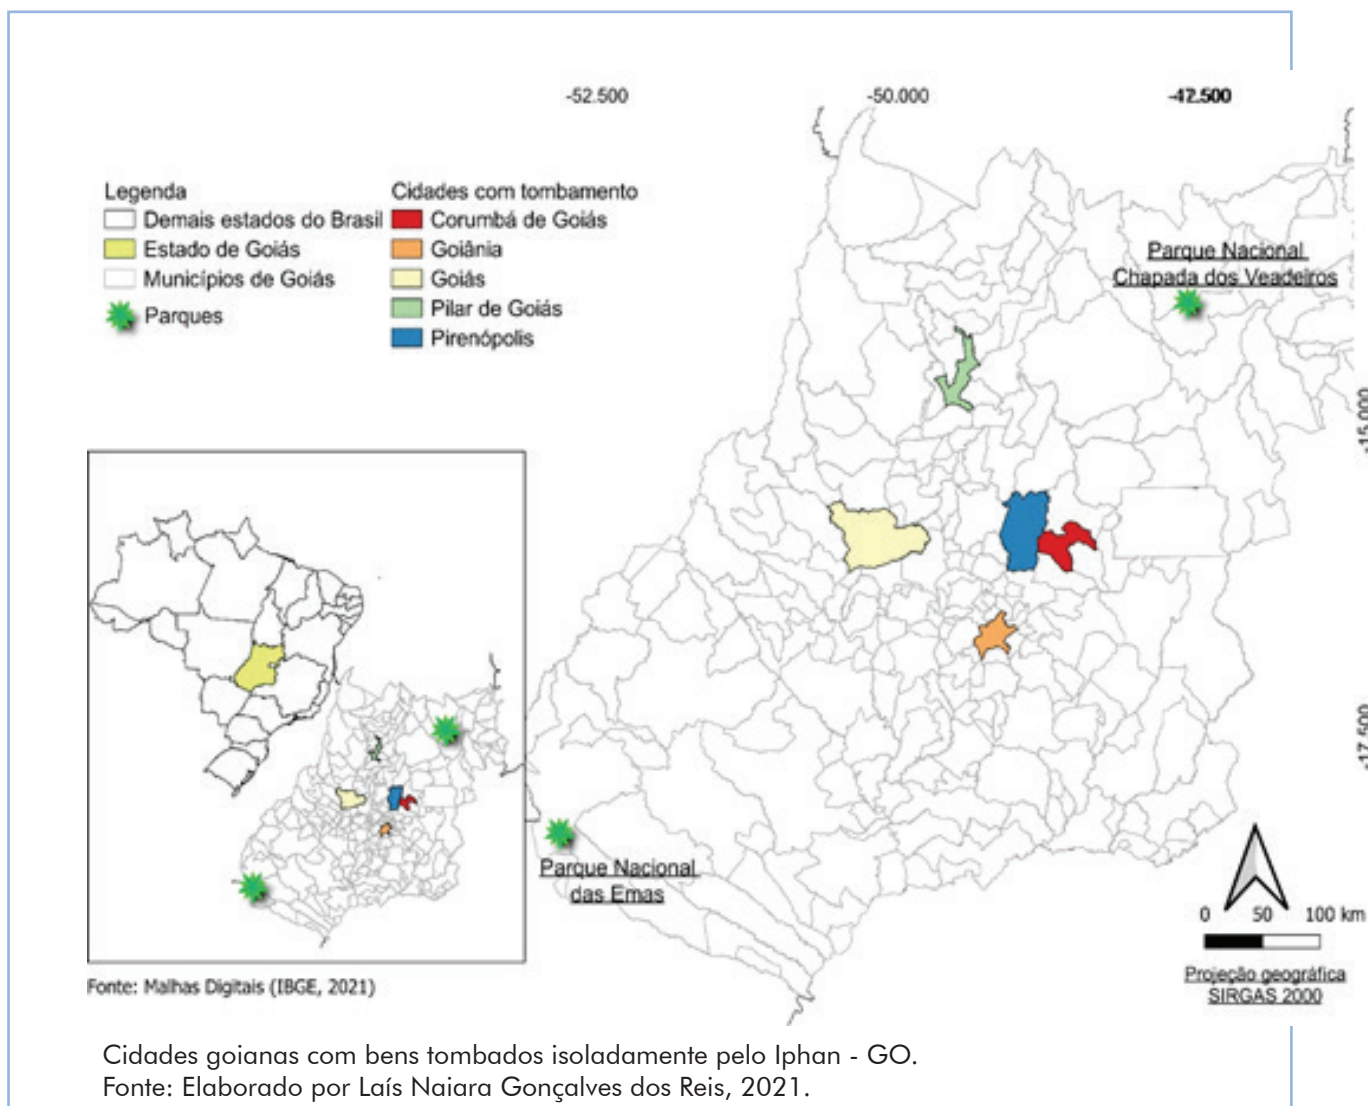 -52.500
-50.000
-47.500
Legenda
Demais estados do Brasil
Estado de Goiás
Municípios de Goiás
Parques
Cidades com tombamento
Corumbá de Goiás
Goiânia
Goiás
Pilar de Goiás
Pirenópolis
Parque Nacional
Chapada dos Veadeiros
-15.000
-17.500
Parque Nacional
das Emas
0 50 100 km
Projeção geográfica
SIRGAS 2000
Fonte: Malhas Digitais (IBGE, 2021)
Cidades goianas com bens tombados isoladamente pelo Iphan - GO.
Fonte: Elaborado por Laís Naiara Gonçalves dos Reis, 2021.